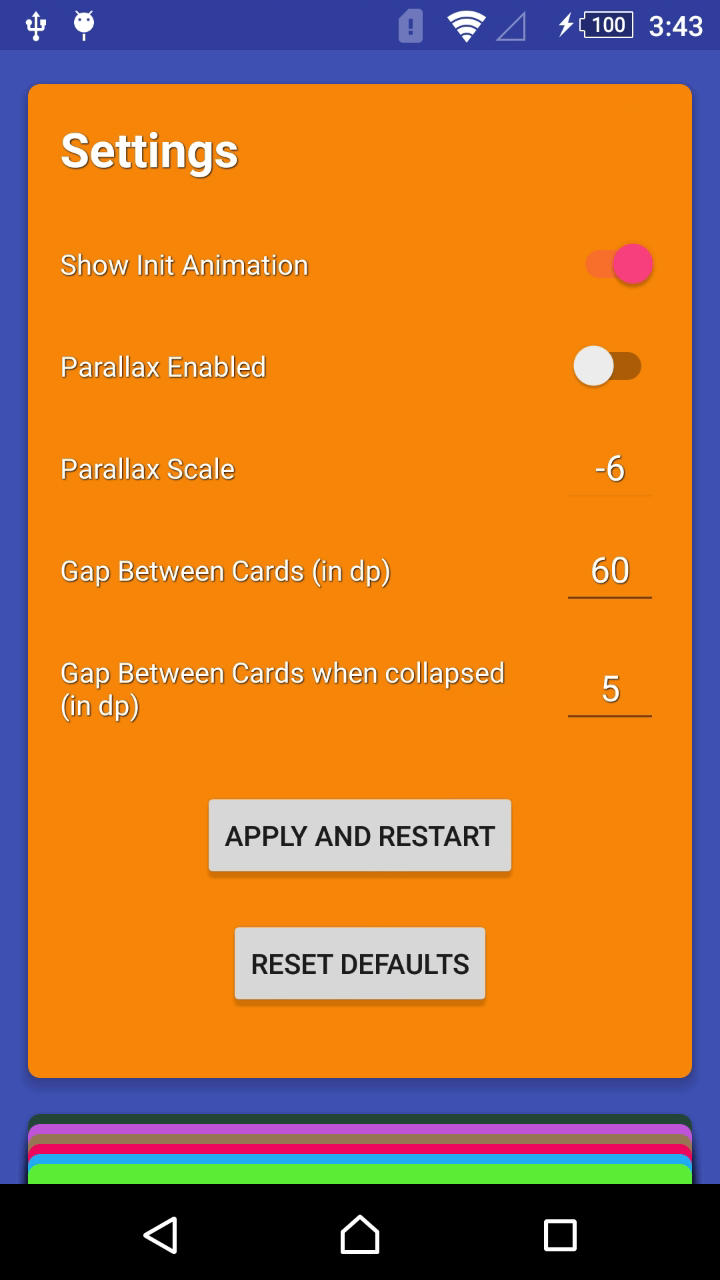 100 3:43
Settings
Show Init Animation
Parallax Enabled
Parallax Scale -6
Gap Between Cards (in dp) 60
Gap Between Cards when collapsed
(in dp) 5
APPLY AND RESTART
RESET DEFAULTS